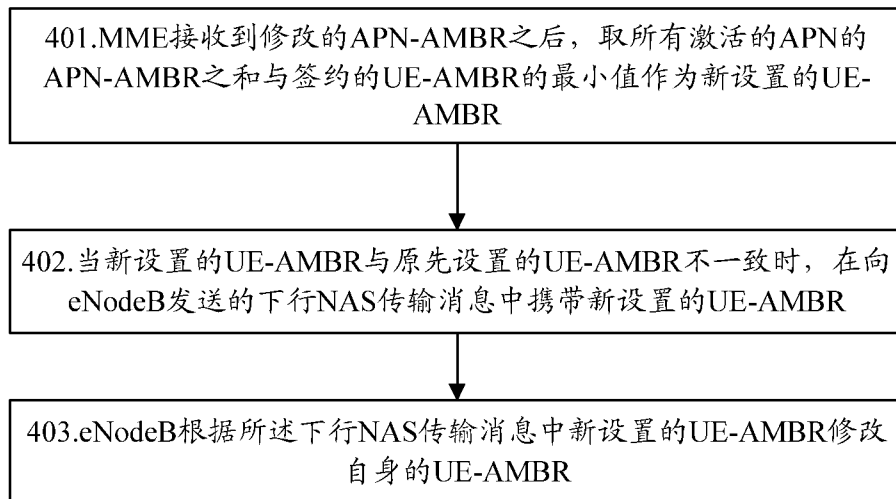 401.MME接收到修改的APN-AMBR之后，取所有激活的APN的
APN-AMBR之和与签约的UE-AMBR的最小值作为新设置的UE-
AMBR
402.当新设置的UE-AMBR与原先设置的UE-AMBR不一致时，在向
eNodeB发送的下行NAS传输消息中携带新设置的UE-AMBR
403.eNodeB根据所述下行NAS传输消息中新设置的UE-AMBR修改
自身的UE-AMBR